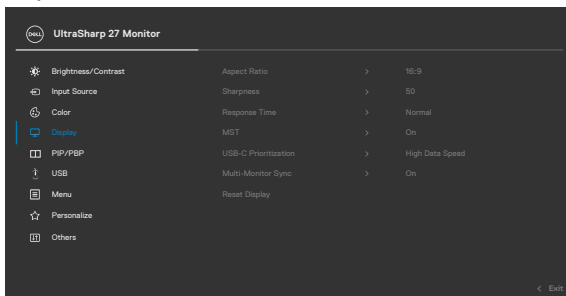 DELL UltraSharp 27 Monitor
Brightness/Contrast Aspect Ratio > 16:9
Input Source Sharpness > 50
Color Response Time > Normal
Display MST > On
PIP/PBP USB-C Prioritization > High Data Speed
USB Multi-Monitor Sync > On
Menu Reset Display
Personalize
Others
< Exit